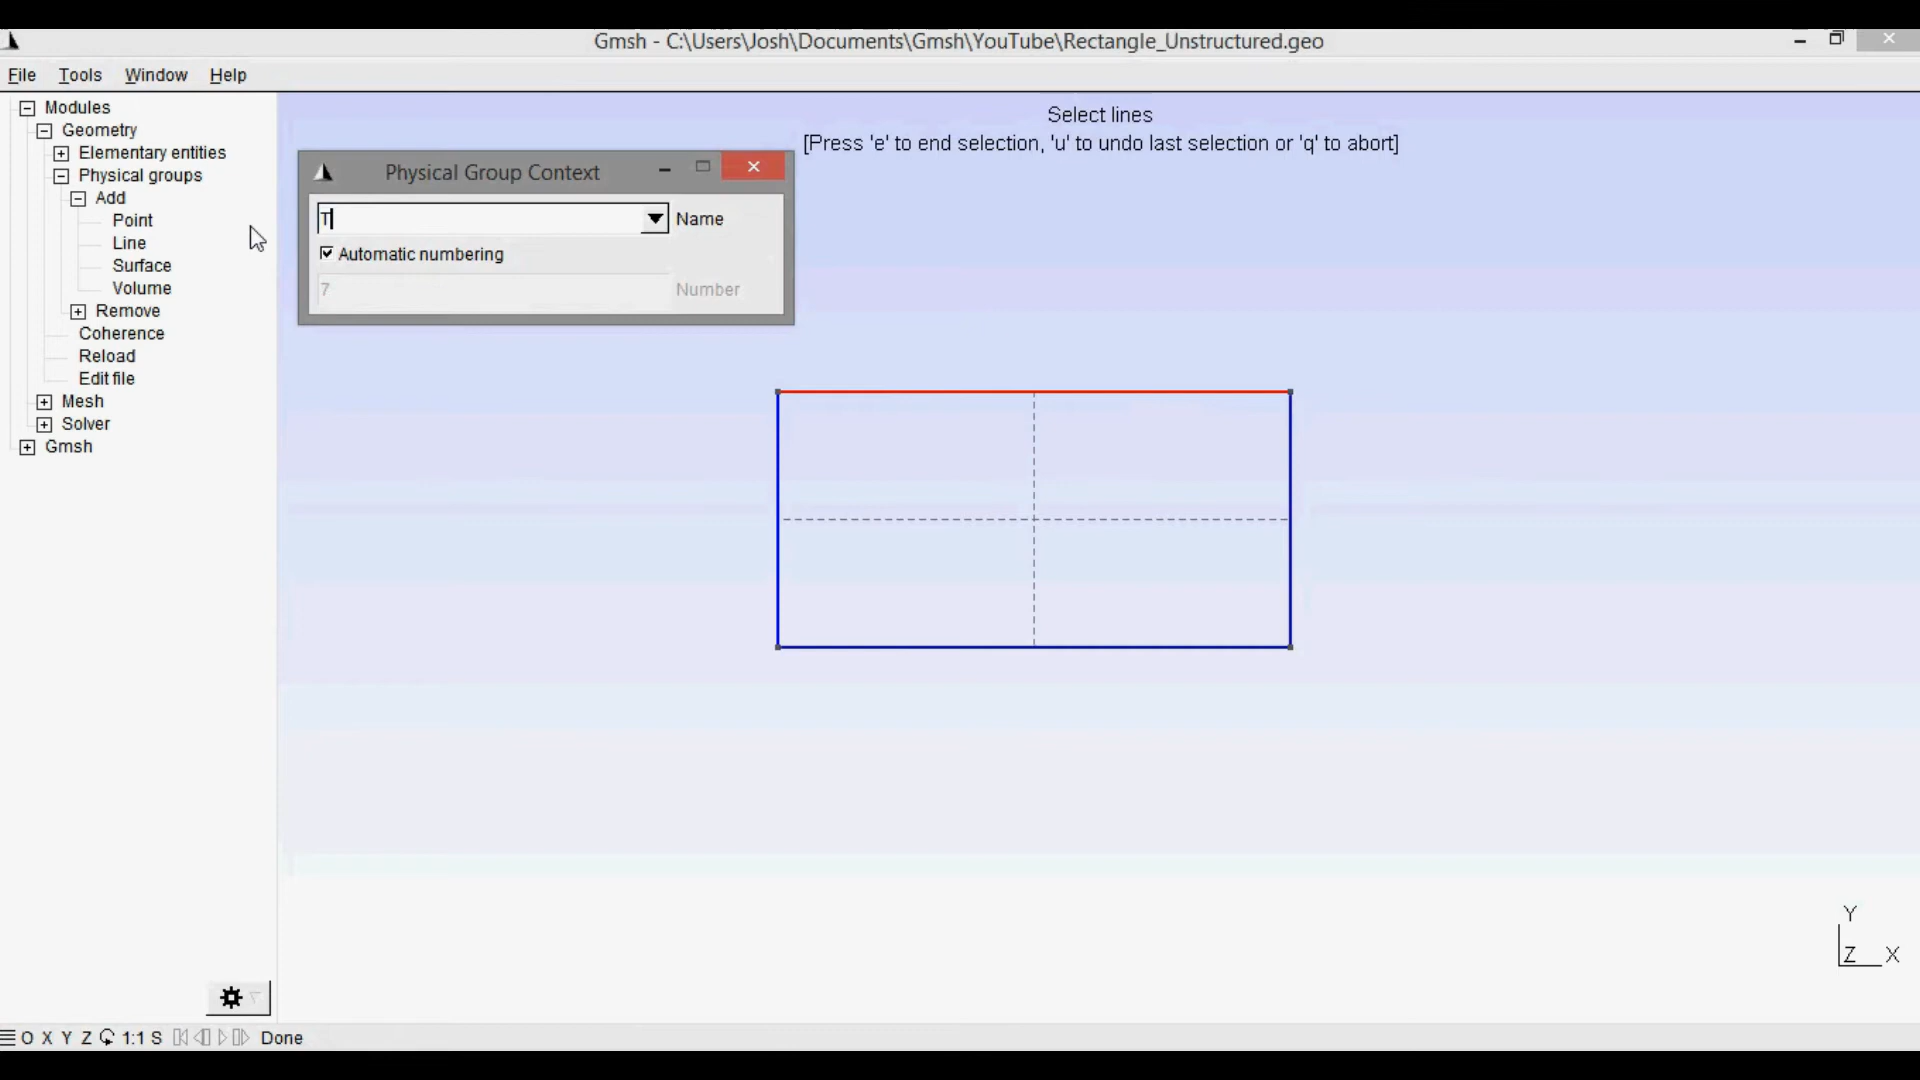 Gmsh - C:\Users\Josh\Documents\Gmsh\YouTube\Rectangle_Unstructured.geo
File Tools Window Help
Modules
Geometry
Elementary entities
Physical groups
Add
Point
Line
Surface
Volume
Remove
Coherence
Reload
Edit file
Mesh
Solver
Gmsh
Select lines
[Press 'e' to end selection, 'u' to undo last selection or 'q' to abort]
Physical Group Context
T Name
Automatic numbering
7 Number
Y
Z X
O X Y Z 1:1 S Done